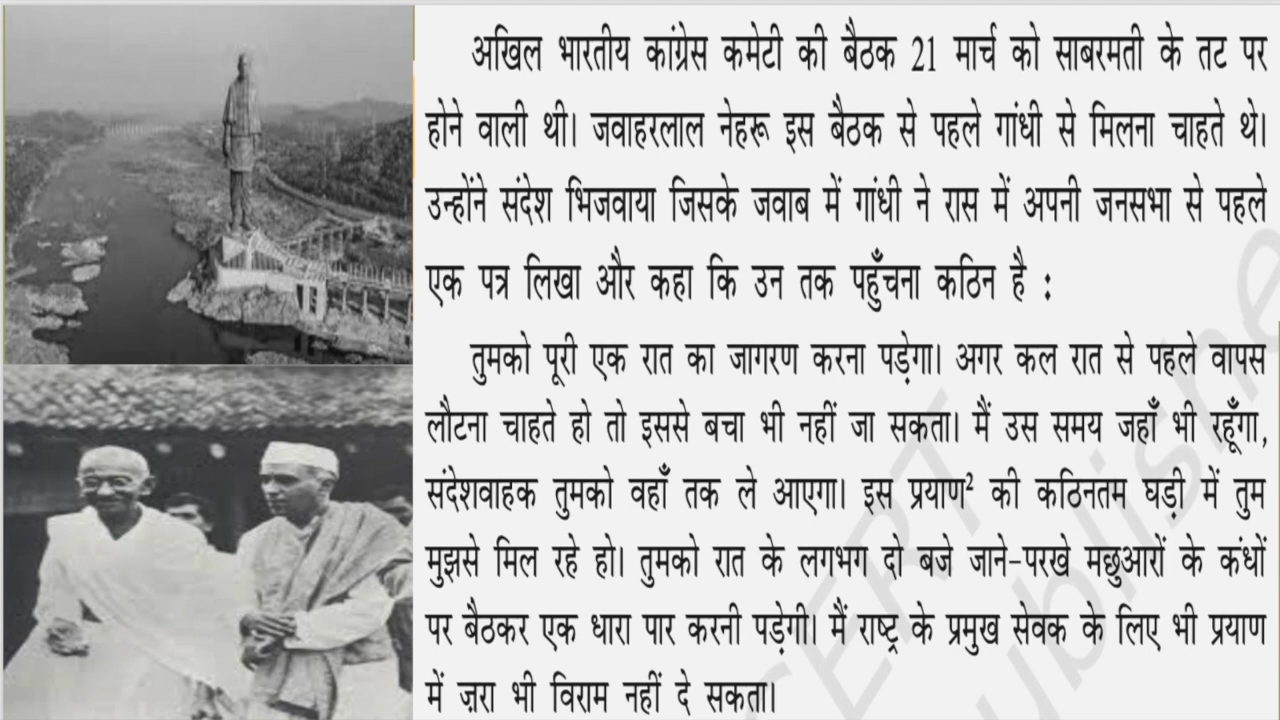 अखिल भारतीय कांग्रेस कमेटी की बैठक 21 मार्च को साबरमती के तट पर
होने वाली थी। जवाहरलाल नेहरू इस बैठक से पहले गांधी से मिलना चाहते थे।
उन्होंने संदेश भिजवाया जिसके जवाब में गांधी ने रास में अपनी जनसभा से पहले
एक पत्र लिखा और कहा कि उन तक पहुँचना कठिन है :
तुमको पूरी एक रात का जागरण करना पड़ेगा। अगर कल रात से पहले वापस
लौटना चाहते हो तो इससे बचा भी नहीं जा सकता। मैं उस समय जहाँ भी रहूँगा,
संदेशवाहक तुमको वहाँ तक ले आएगा। इस प्रयाण² की कठिनतम घड़ी में तुम
मुझसे मिल रहे हो। तुमको रात के लगभग दो बजे जाने-परखे मछुआरों के कंधों
पर बैठकर एक धारा पार करनी पड़ेगी। मैं राष्ट्र के प्रमुख सेवक के लिए भी प्रयाण
में ज़रा भी विराम नहीं दे सकता।